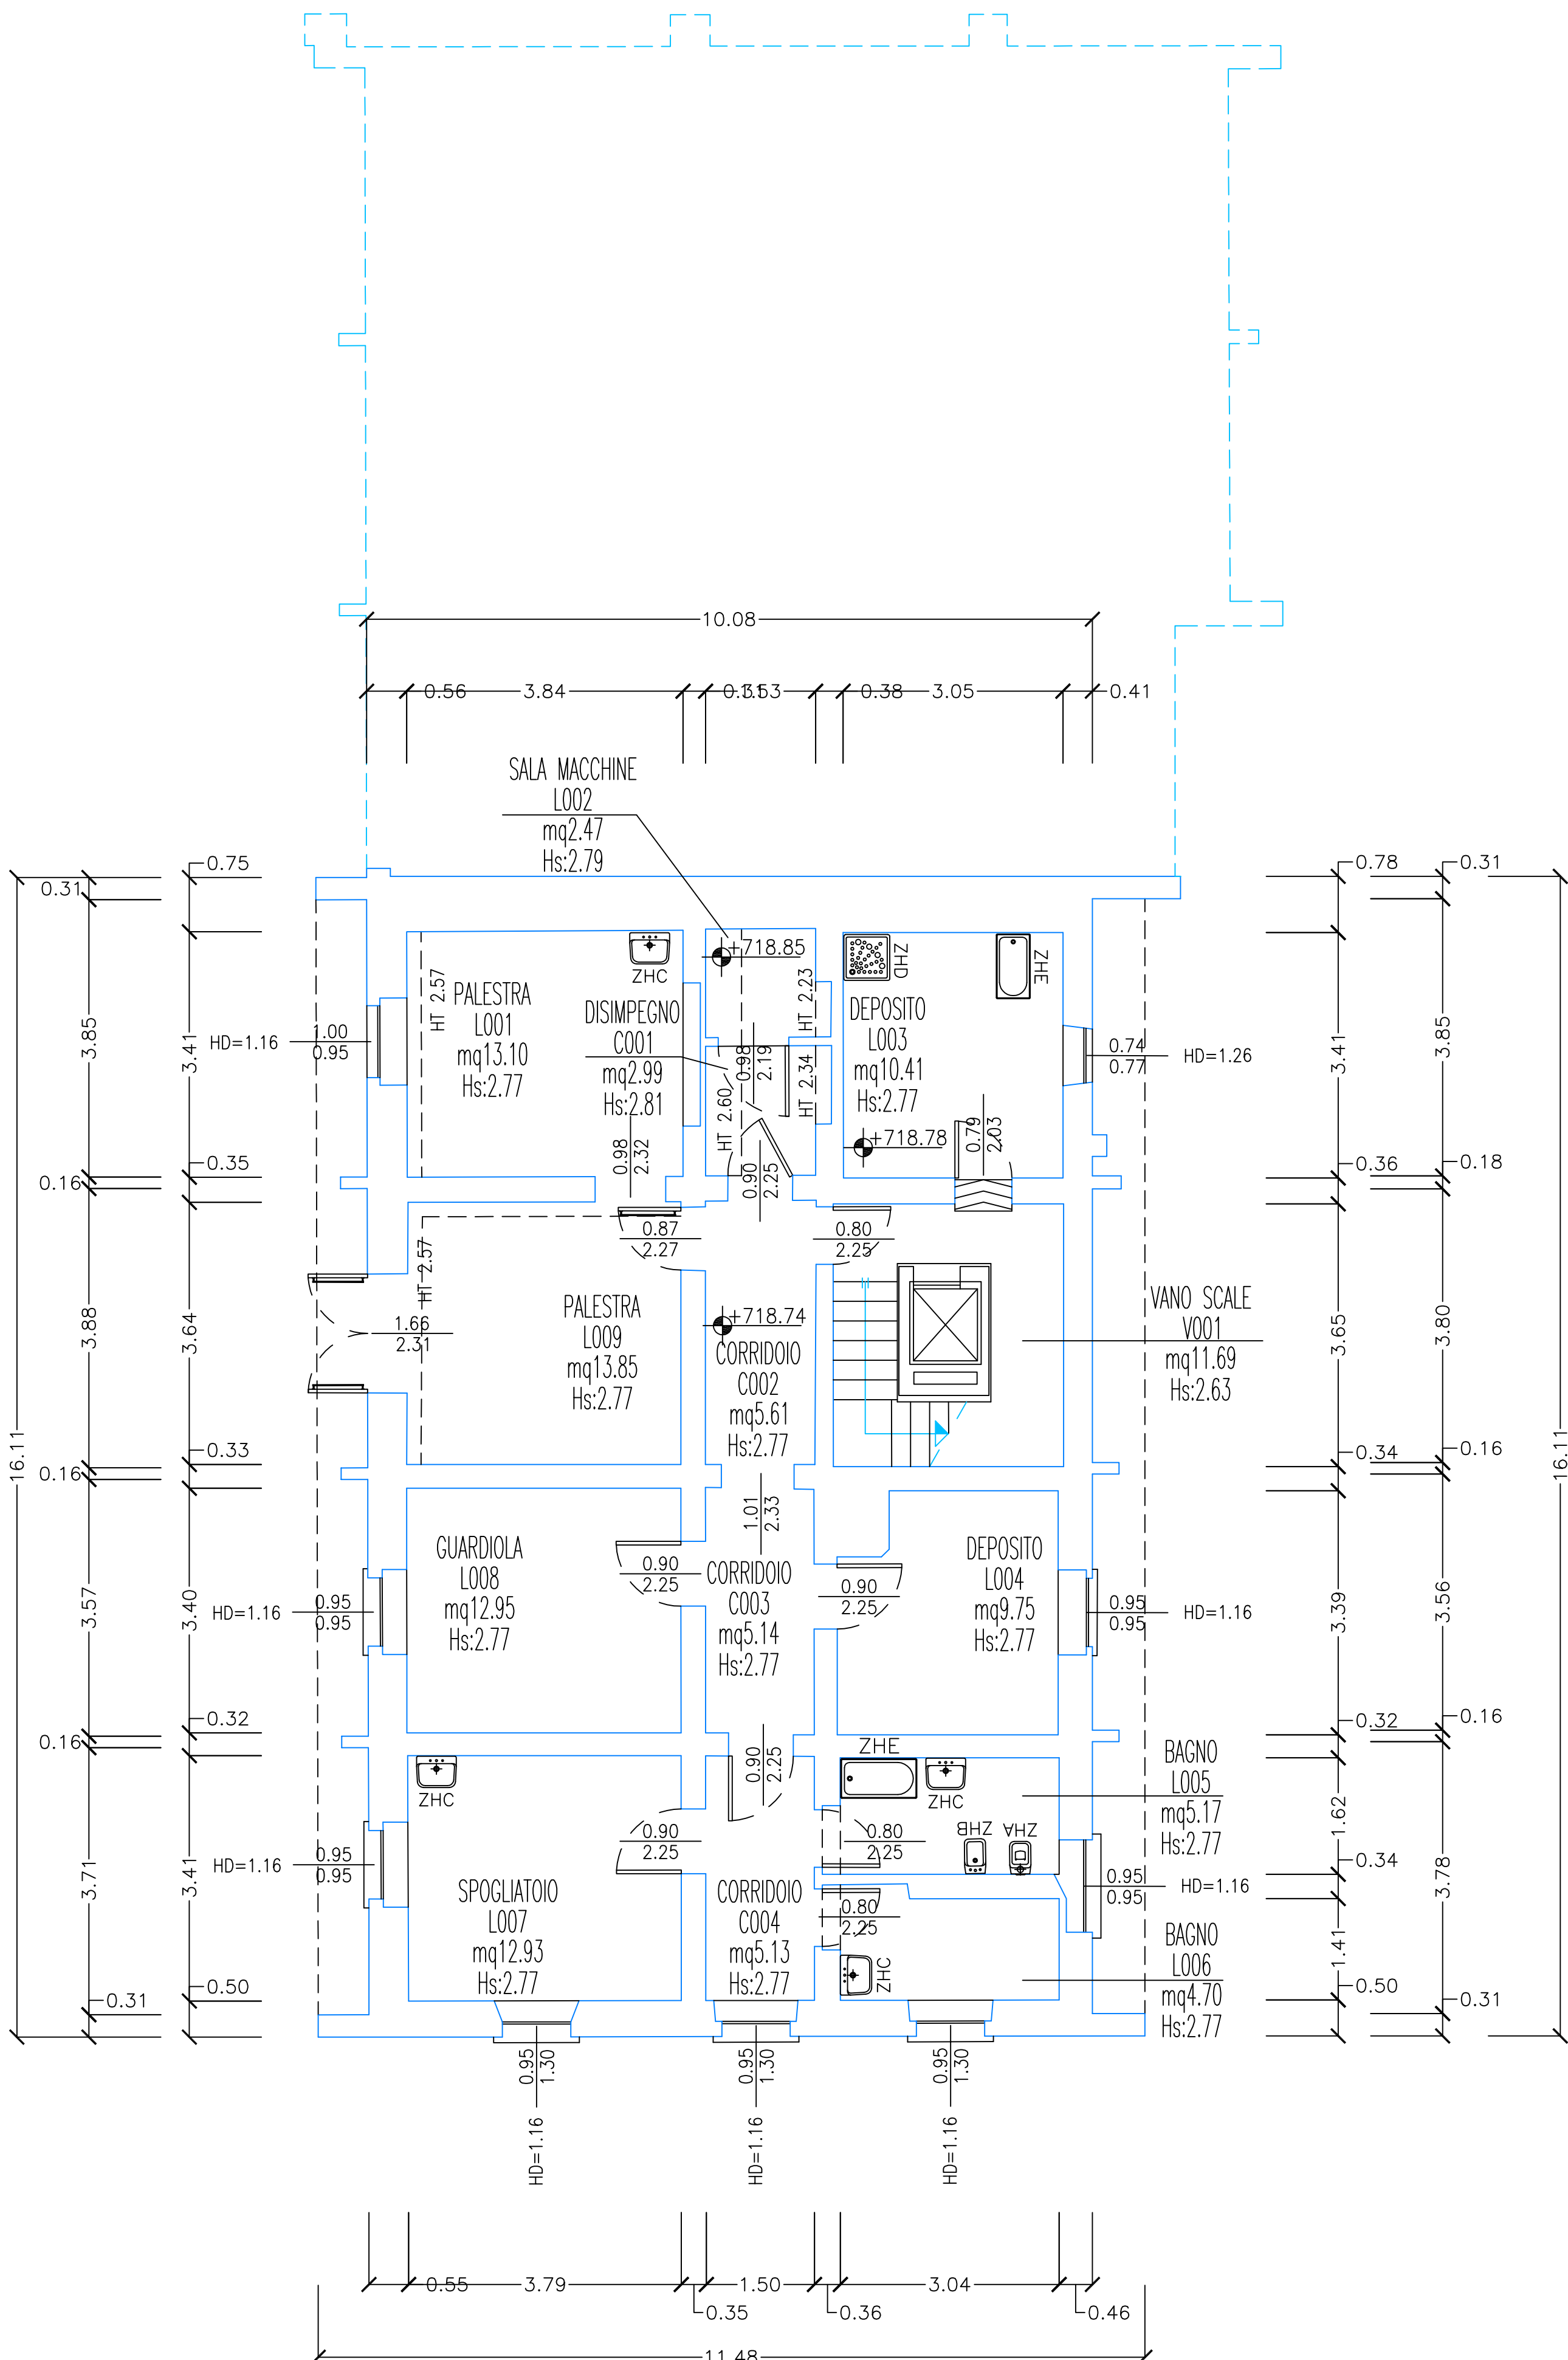 10.08
0.56
3.84
0.31
1.53
0.38
3.05
0.41
SALA MACCHINE
L002
mq2.47
Hs:2.79
0.75
0.31
0.78
0.31
+718.85
ZHC
ZHD
ZHE
HT 2.57
PALESTRA
L001
mq13.10
Hs:2.77
DISIMPEGNO
C001
mq2.99
Hs:2.81
HT 2.23
DEPOSITO
L003
mq10.41
Hs:2.77
HD=1.16
1.00
0.95
0.98
2.19
HT 2.34
HT 2.60
0.74
0.77
HD=1.26
3.85
3.41
3.41
3.85
0.98
2.32
0.90
2.25
+718.78
0.79
2.03
0.16
0.35
0.36
0.18
0.87
2.27
0.80
2.25
HT 2.57
PALESTRA
L009
mq13.85
Hs:2.77
1.66
2.31
+718.74
CORRIDOIO
C002
mq5.61
Hs:2.77
VANO SCALE
V001
mq11.69
Hs:2.63
3.88
3.64
3.65
3.80
16.11
16.11
0.16
0.33
0.34
0.16
1.01
2.33
GUARDIOLA
L008
mq12.95
Hs:2.77
0.90
2.25
CORRIDOIO
C003
mq5.14
Hs:2.77
0.90
2.25
DEPOSITO
L004
mq9.75
Hs:2.77
HD=1.16
0.95
0.95
0.95
0.95
HD=1.16
3.57
3.40
3.39
3.56
0.16
0.32
0.32
0.16
0.90
2.25
ZHE
ZHC
ZHC
ZHB
ZHA
BAGNO
L005
mq5.17
Hs:2.77
HD=1.16
0.95
0.95
0.90
2.25
0.80
2.25
0.95
0.95
HD=1.16
3.71
3.41
1.62
0.34
1.41
3.78
SPOGLIATOIO
L007
mq12.93
Hs:2.77
CORRIDOIO
C004
mq5.13
Hs:2.77
0.80
2.25
ZHC
BAGNO
L006
mq4.70
Hs:2.77
0.31
0.50
0.50
0.31
0.95
1.30
HD=1.16
0.95
1.30
HD=1.16
0.95
1.30
HD=1.16
0.55
3.79
0.35
1.50
0.36
3.04
0.46
11.48